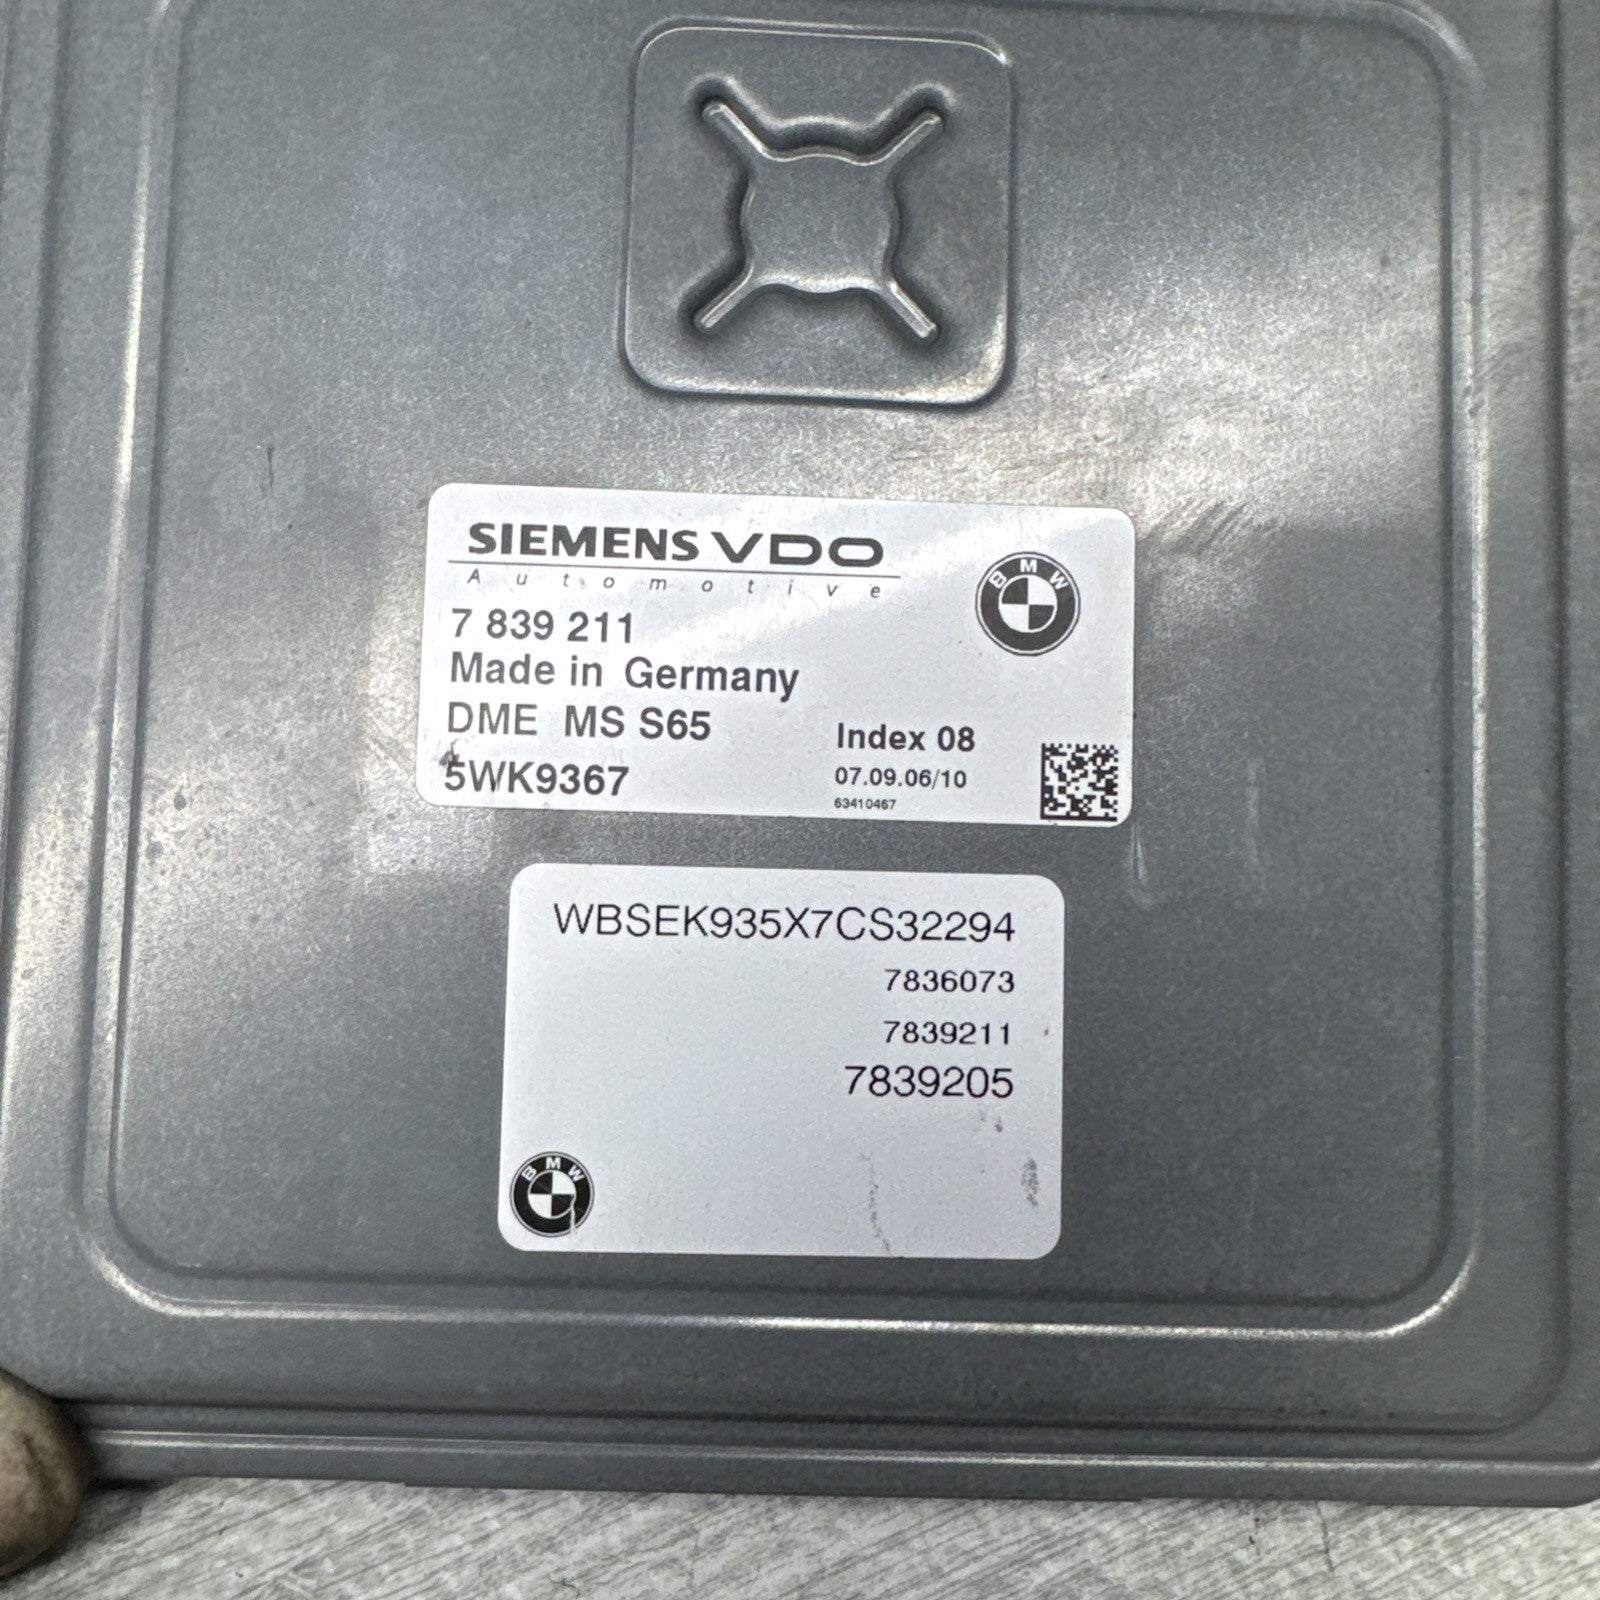 SIEMENS VDO
Automotive
BMW
7 839 211
Made in Germany
DME MS S65
Index 08
5WK9367
07.09.06/10
63410467
WBSEK935X7CS32294
7836073
7839211
7839205
BMW